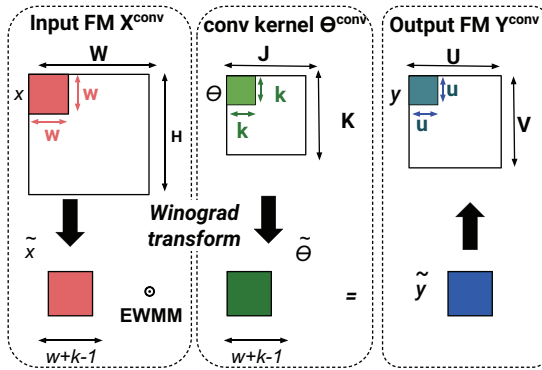 Input FM X^conv
W
x
w
w
H
x̃
w+k-1
⊙
EWMM
Winograd
transform
conv kernel Θ^conv
J
Θ
k
k
K
Θ̃
w+k-1
=
Output FM Y^conv
U
y
u
u
V
ỹ